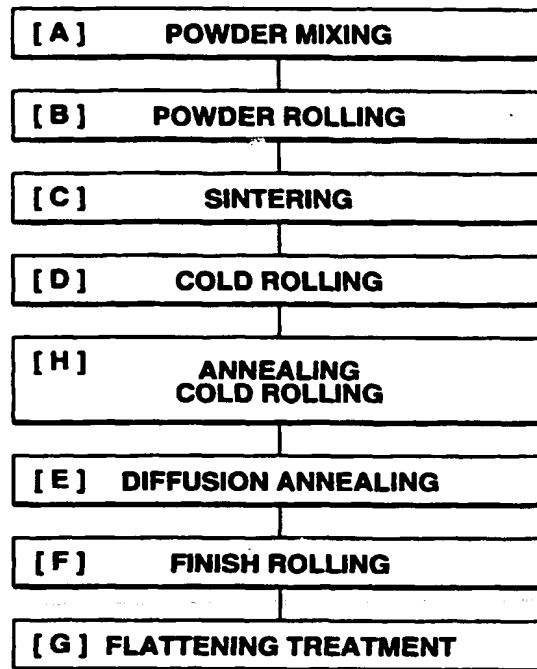 [A] POWDER MIXING
[B] POWDER ROLLING
[C] SINTERING
[D] COLD ROLLING
[H] ANNEALING
COLD ROLLING
[E] DIFFUSION ANNEALING
[F] FINISH ROLLING
[G] FLATTENING TREATMENT